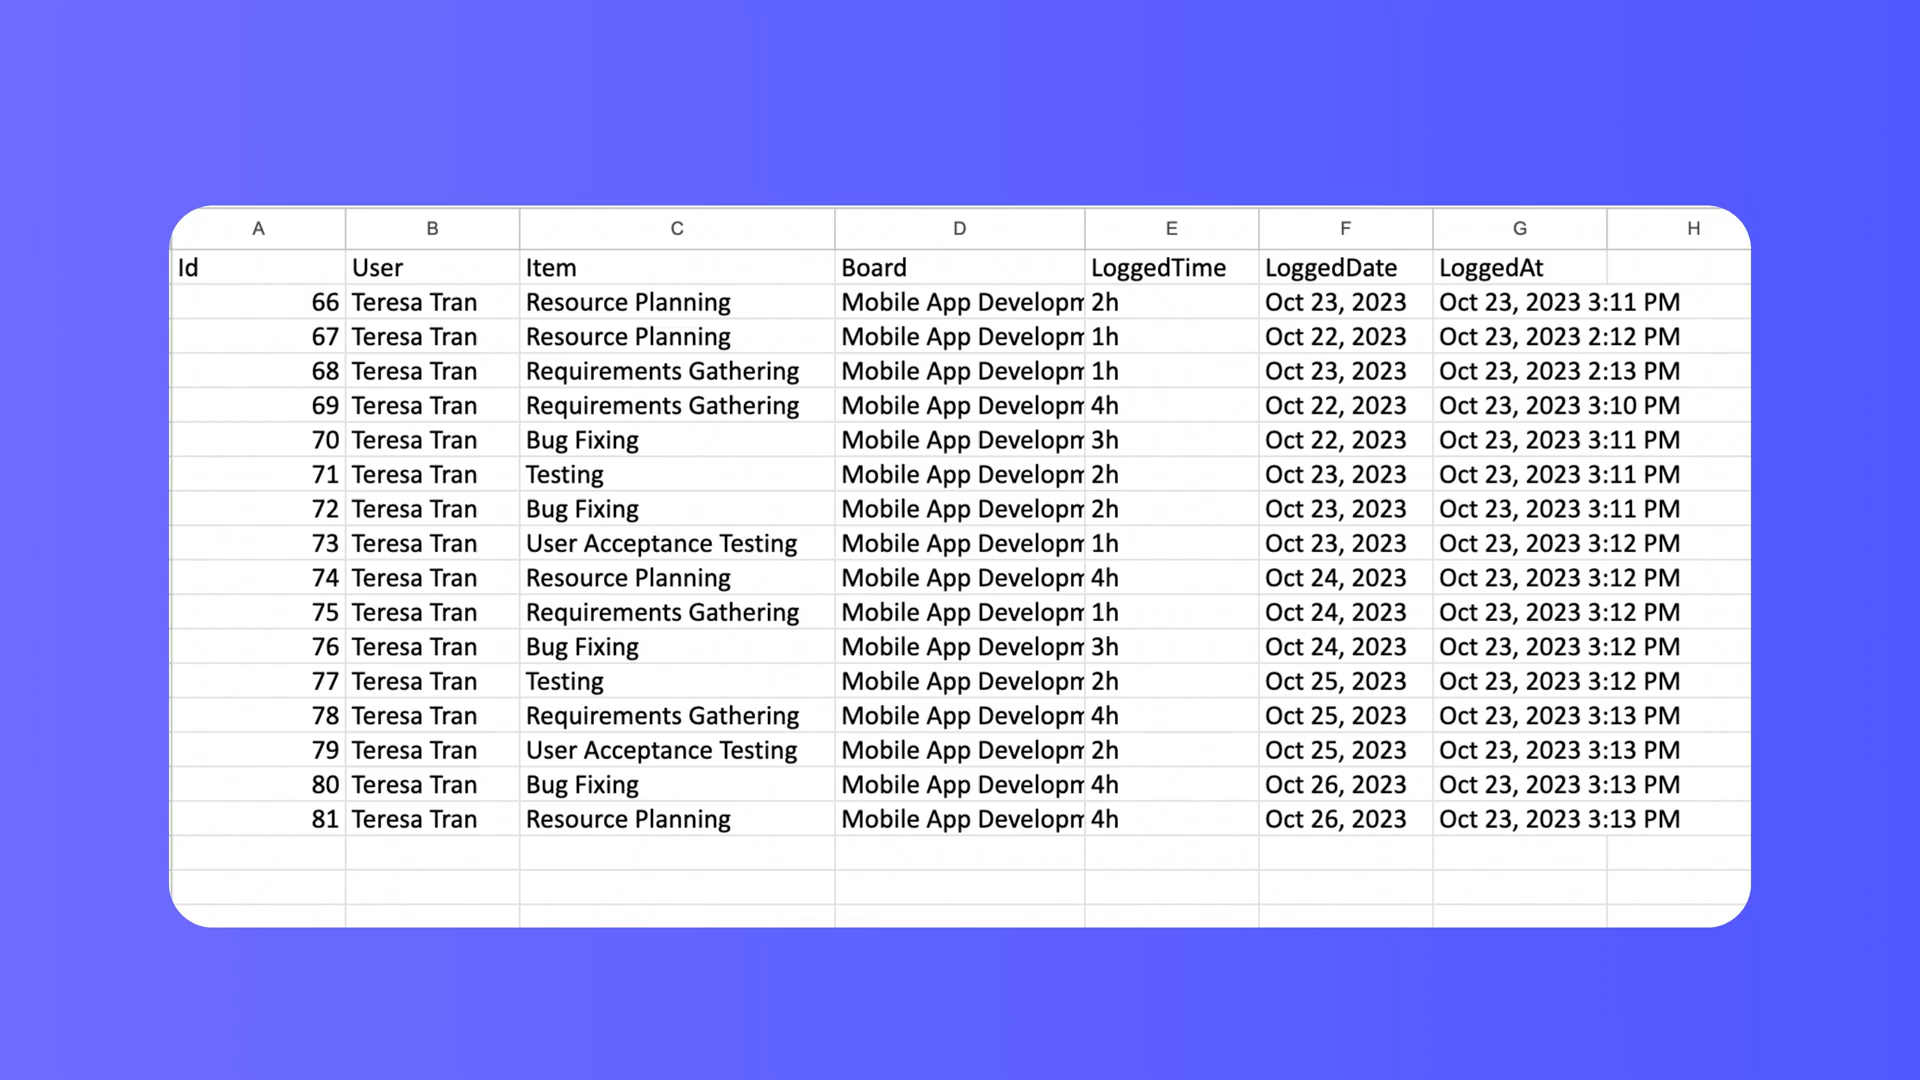 A B C D E F G H
Id User Item Board LoggedTime LoggedDate LoggedAt
66 Teresa Tran Resource Planning Mobile App Developm 2h Oct 23, 2023 Oct 23, 2023 3:11 PM
67 Teresa Tran Resource Planning Mobile App Developm 1h Oct 22, 2023 Oct 23, 2023 2:12 PM
68 Teresa Tran Requirements Gathering Mobile App Developm 1h Oct 23, 2023 Oct 23, 2023 2:13 PM
69 Teresa Tran Requirements Gathering Mobile App Developm 4h Oct 22, 2023 Oct 23, 2023 3:10 PM
70 Teresa Tran Bug Fixing Mobile App Developm 3h Oct 22, 2023 Oct 23, 2023 3:11 PM
71 Teresa Tran Testing Mobile App Developm 2h Oct 23, 2023 Oct 23, 2023 3:11 PM
72 Teresa Tran Bug Fixing Mobile App Developm 2h Oct 23, 2023 Oct 23, 2023 3:11 PM
73 Teresa Tran User Acceptance Testing Mobile App Developm 1h Oct 23, 2023 Oct 23, 2023 3:12 PM
74 Teresa Tran Resource Planning Mobile App Developm 4h Oct 24, 2023 Oct 23, 2023 3:12 PM
75 Teresa Tran Requirements Gathering Mobile App Developm 1h Oct 24, 2023 Oct 23, 2023 3:12 PM
76 Teresa Tran Bug Fixing Mobile App Developm 3h Oct 24, 2023 Oct 23, 2023 3:12 PM
77 Teresa Tran Testing Mobile App Developm 2h Oct 25, 2023 Oct 23, 2023 3:12 PM
78 Teresa Tran Requirements Gathering Mobile App Developm 4h Oct 25, 2023 Oct 23, 2023 3:13 PM
79 Teresa Tran User Acceptance Testing Mobile App Developm 2h Oct 25, 2023 Oct 23, 2023 3:13 PM
80 Teresa Tran Bug Fixing Mobile App Developm 4h Oct 26, 2023 Oct 23, 2023 3:13 PM
81 Teresa Tran Resource Planning Mobile App Developm 4h Oct 26, 2023 Oct 23, 2023 3:13 PM